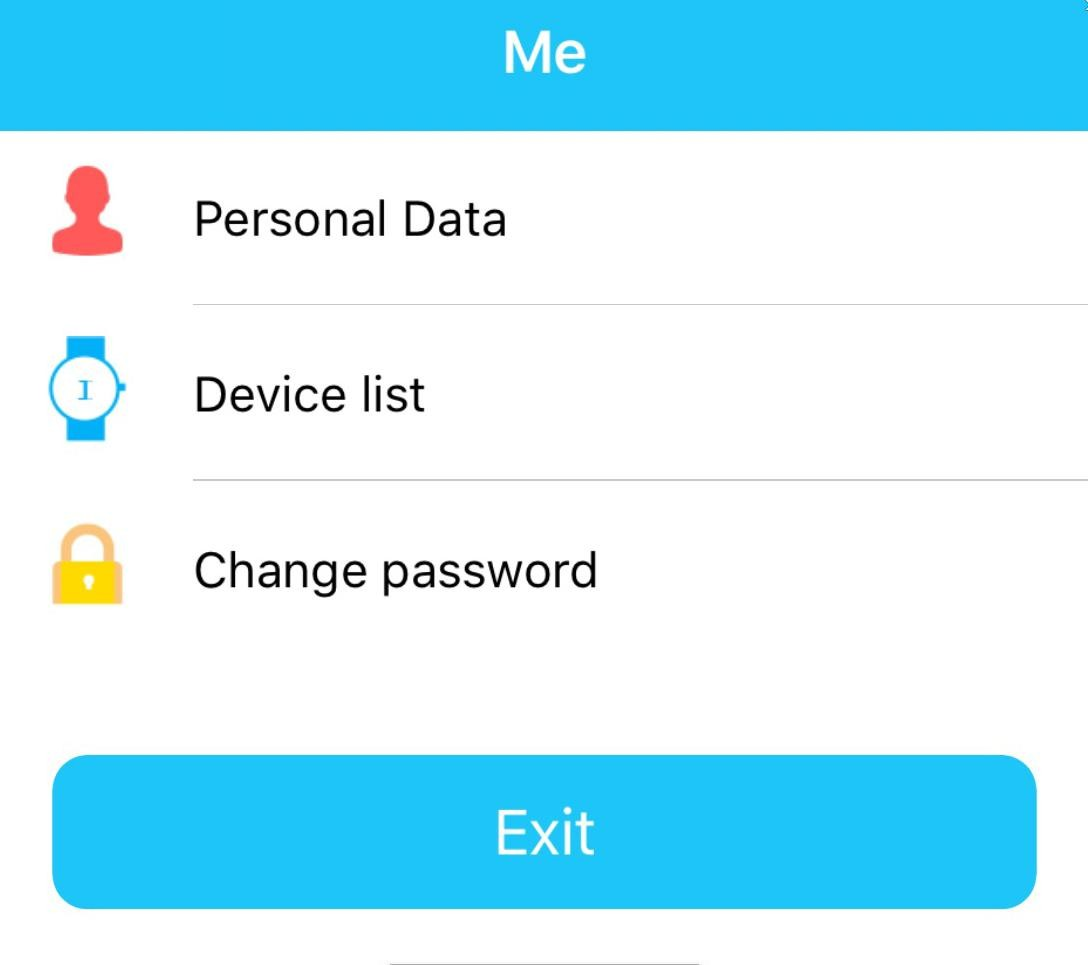 Me
Personal Data
I
Device list
Change password
Exit